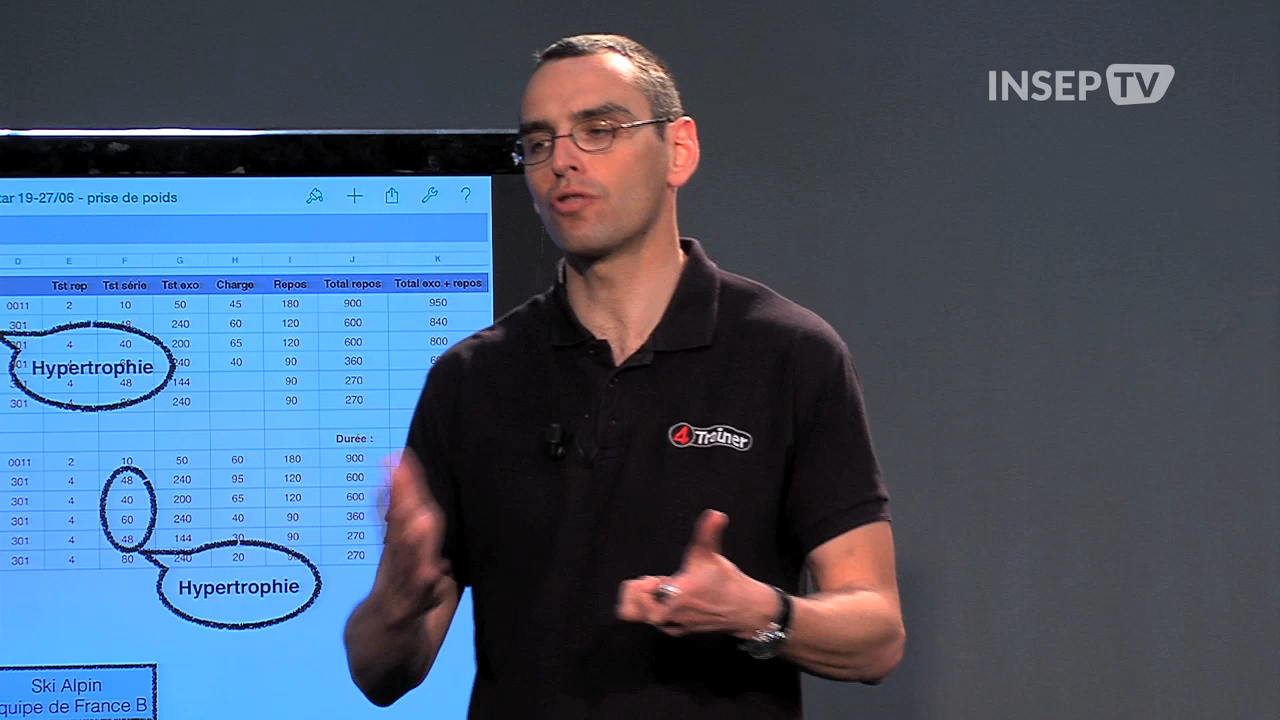 INSEP TV
tar 19-27/06 - prise de poids
?
D E F G H I J K
Tst rep Tst série Tst exo Charge Repos Total repos Total exo + repos
0011 2 10 50 45 180 900 950
301 240 60 120 600 840
4 40 200 65 120 600 800
240 40 90 360
Hypertrophie
4 48 144 90 270
301 240 90 270
Durée :
0011 2 10 50 60 180 900
301 4 48 240 95 120 600
301 4 40 200 65 120 600
301 4 60 240 40 90 360
301 4 48 144 30 90 270
301 4 80 240 20 270
Hypertrophie
4Trainer
Ski Alpin
quipe de France B